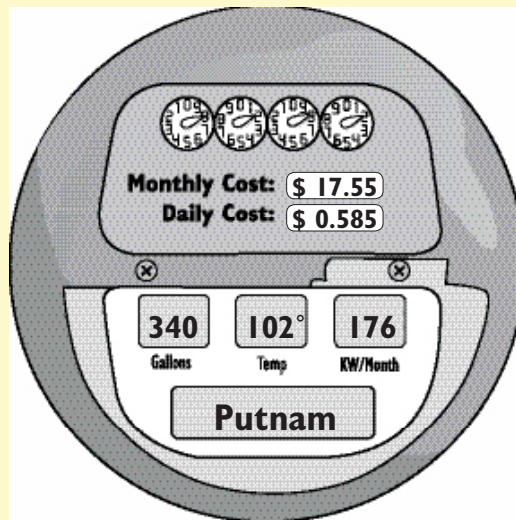 Monthly Cost: $ 17.55
Daily Cost: $ 0.585
340 102° 176
Gallons Temp KW/Month
Putnam